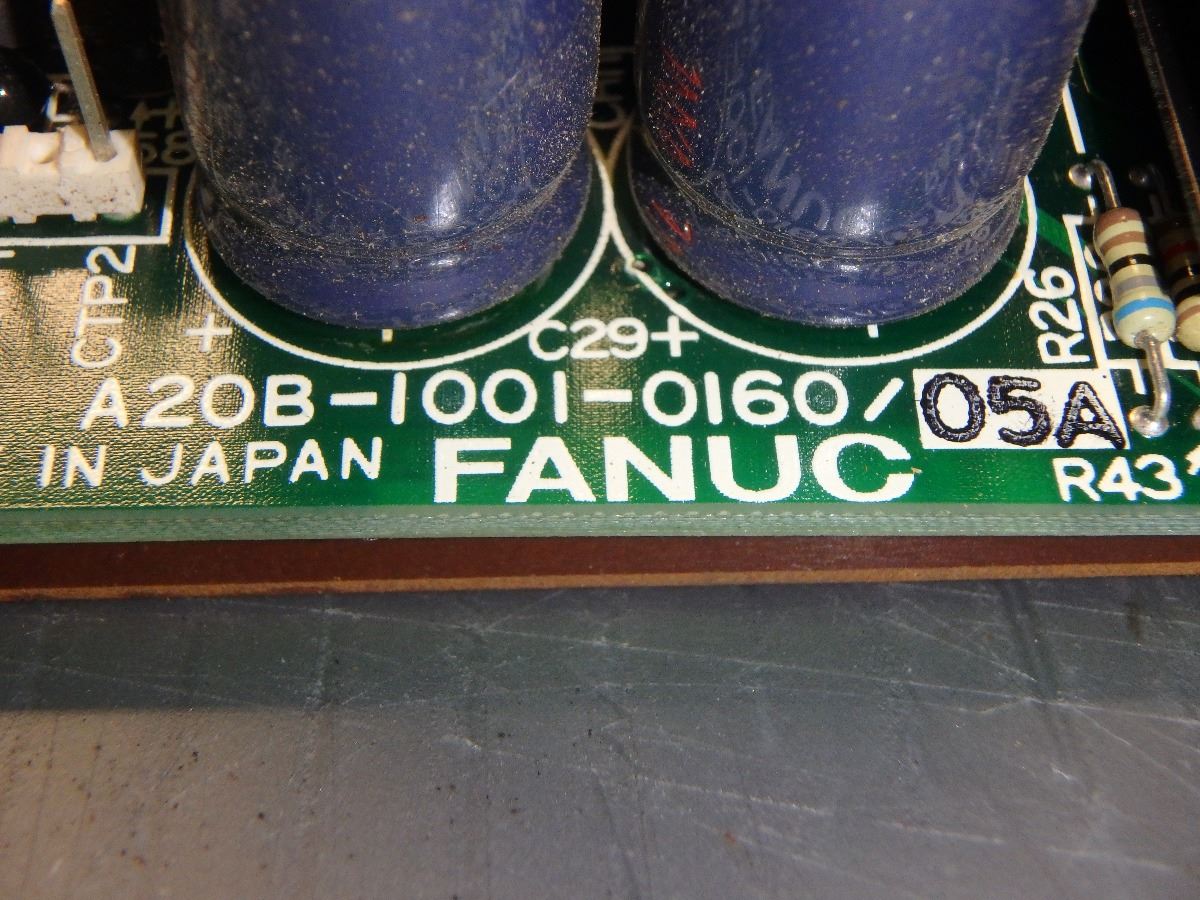 CTP2
+
C29+
R26
A20B-1001-0160/05A
IN JAPAN FANUC
R43